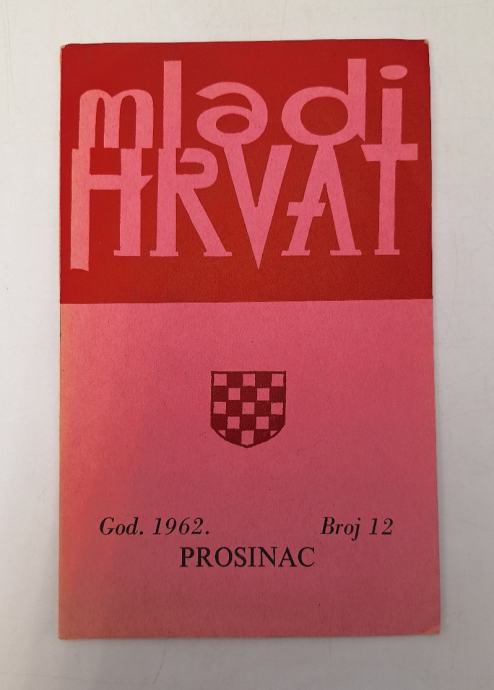 mladi
HRVAT
God. 1962. Broj 12
PROSINAC